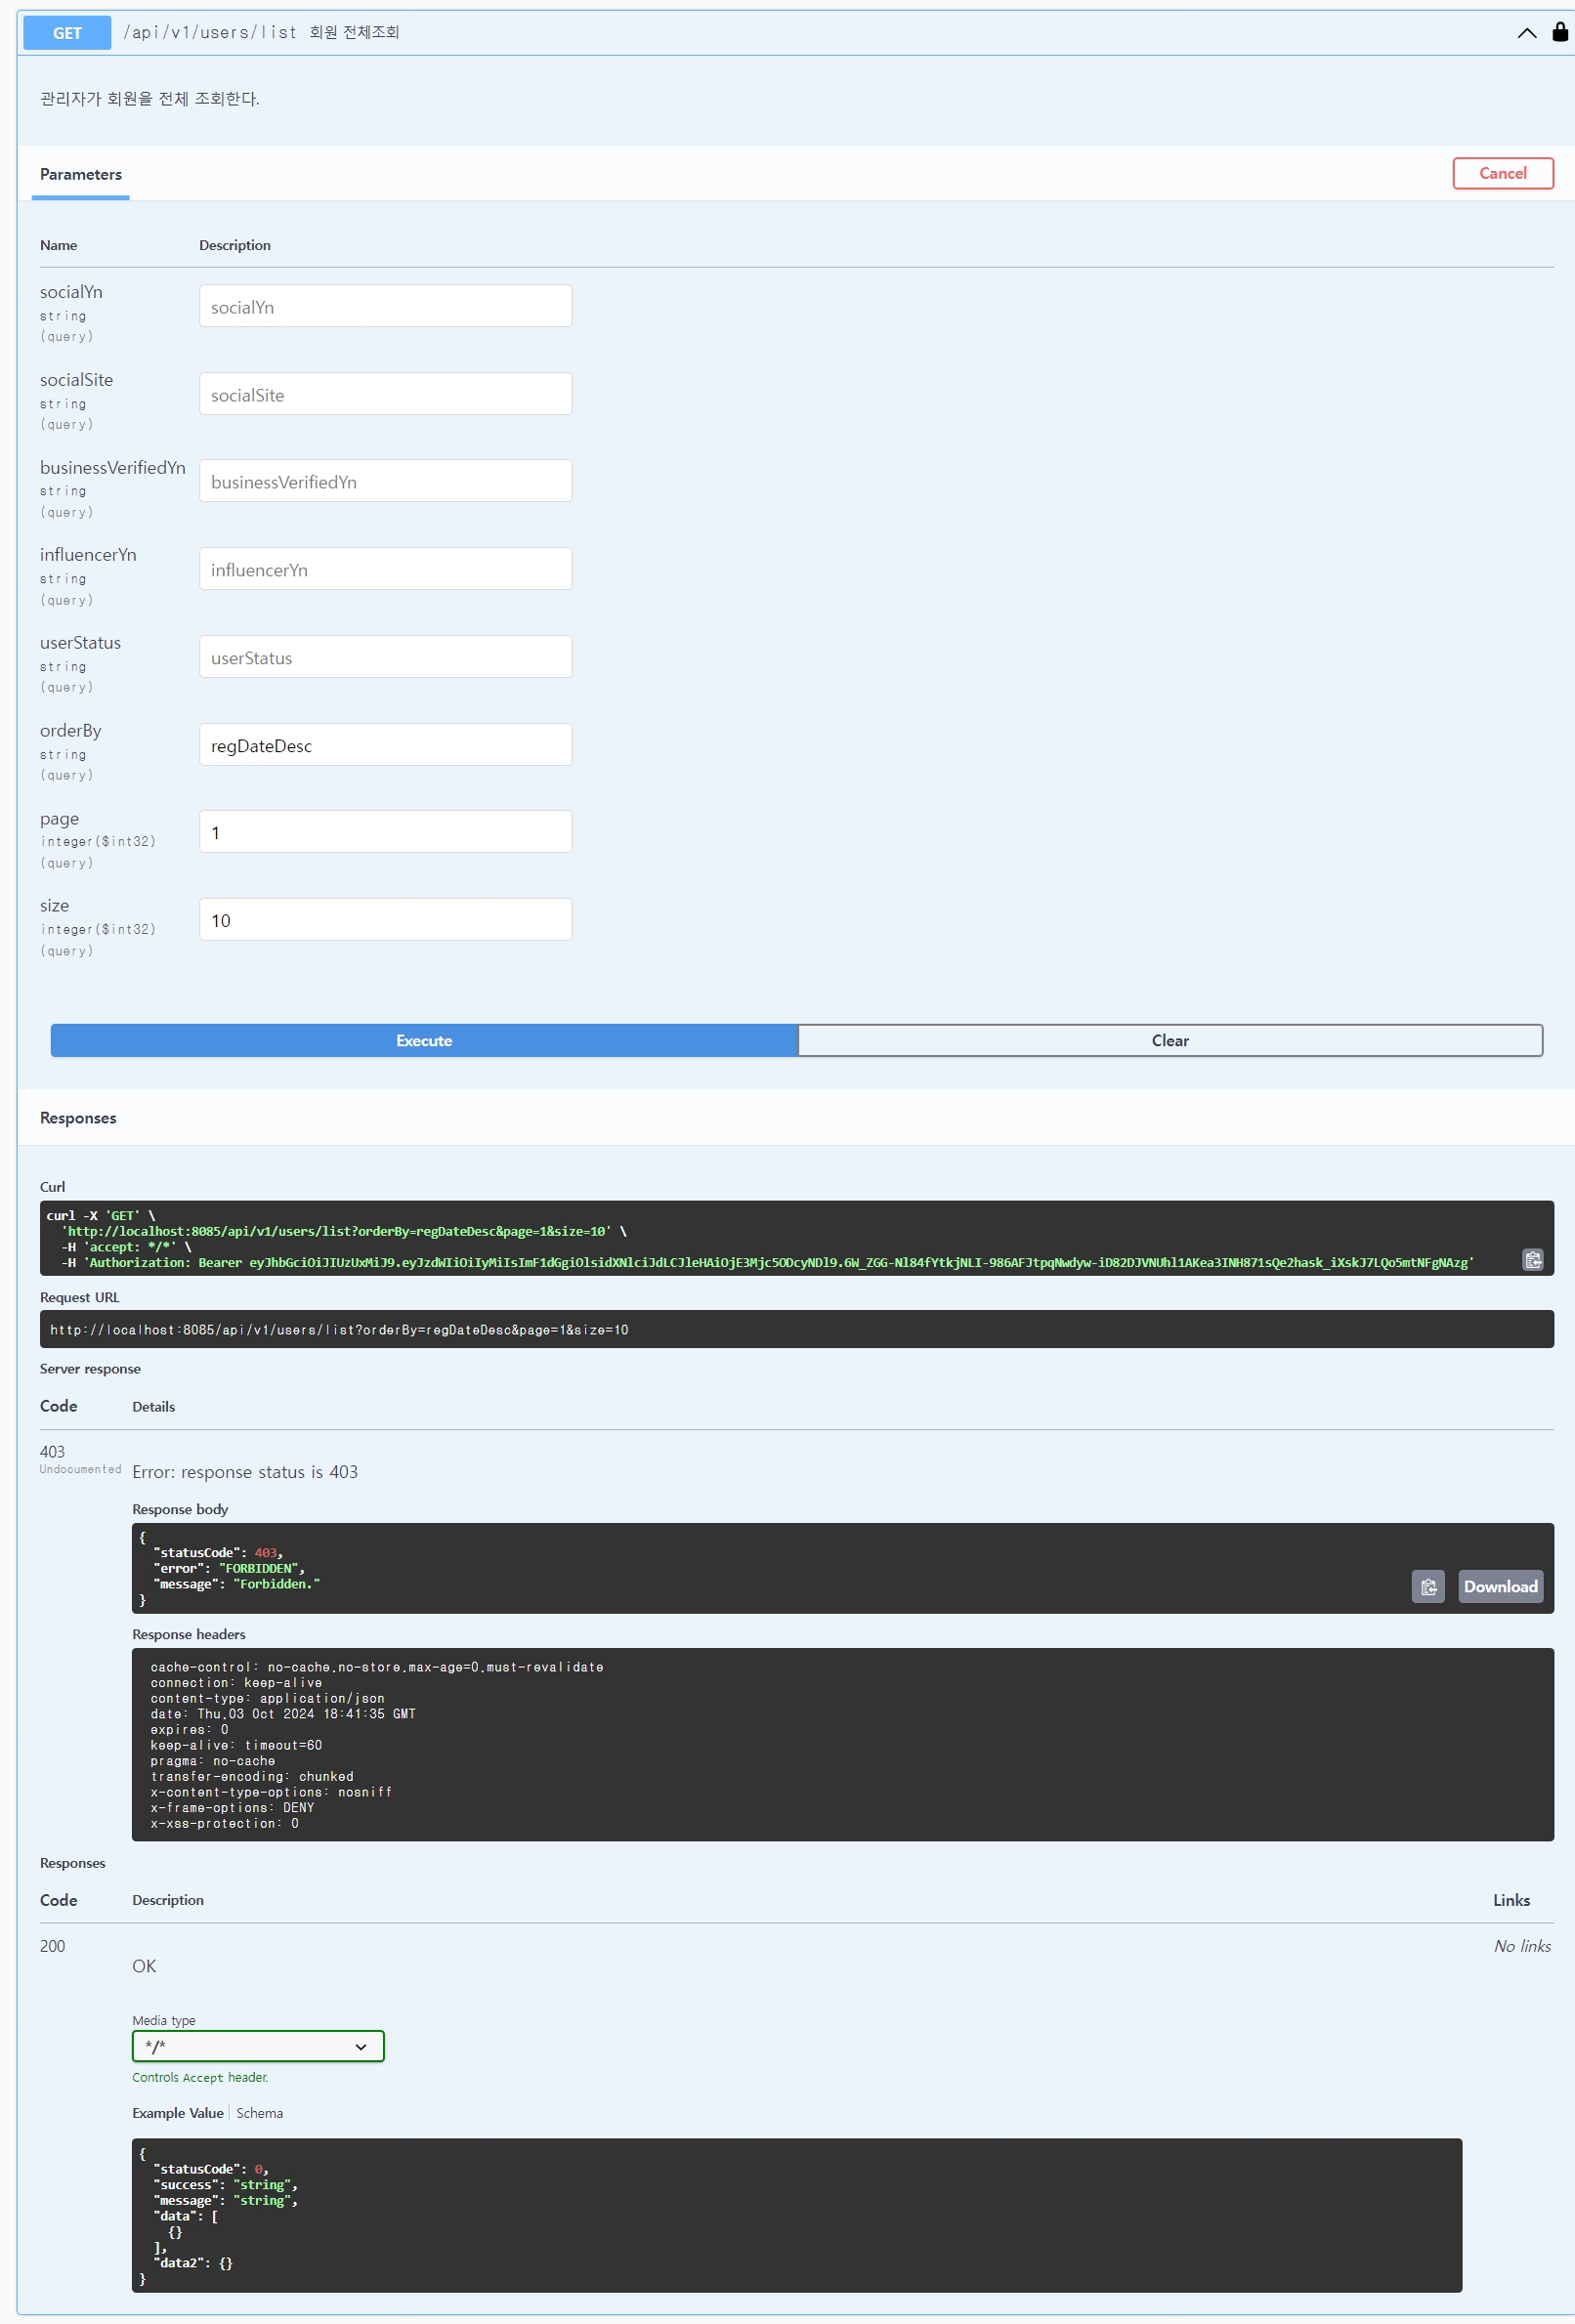 GET /api/v1/users/list 회원 전체조회
관리자가 회원을 전체 조회한다.
Parameters
Cancel
Name Description
socialYn
string
(query)
socialYn
socialSite
string
(query)
socialSite
businessVerifiedYn
string
(query)
businessVerifiedYn
influencerYn
string
(query)
influencerYn
userStatus
string
(query)
userStatus
orderBy
string
(query)
regDateDesc
page
integer($int32)
(query)
1
size
integer($int32)
(query)
10
Execute
Clear
Responses
Curl
curl -X 'GET' \
'http://localhost:8085/api/v1/users/list?orderBy=regDateDesc&page=1&size=10' \
-H 'accept: */*' \
-H 'Authorization: Bearer eyJhbGciOiJIUzUxMiJ9.eyJzdWIiOiIyMiIsImF1dGgiOlsidXNlciJdLCJleHAiOjE3Mjc5ODcyNDl9.6W_ZGG-Nl84fYtkjNLI-986AFJtpqNwdyw-iD82DJVNUhl1AKea3INH871sQe2hask_iXskJ7LQo5mtNFgNAzg'
Request URL
http://localhost:8085/api/v1/users/list?orderBy=regDateDesc&page=1&size=10
Server response
Code Details
403
Undocumented
Error: response status is 403
Response body
{
"statusCode": 403,
"error": "FORBIDDEN",
"message": "Forbidden."
}
Download
Response headers
cache-control: no-cache,no-store,max-age=0,must-revalidate
connection: keep-alive
content-type: application/json
date: Thu,03 Oct 2024 18:41:35 GMT
expires: 0
keep-alive: timeout=60
pragma: no-cache
transfer-encoding: chunked
x-content-type-options: nosniff
x-frame-options: DENY
x-xss-protection: 0
Responses
Code Description Links
200
OK
No links
Media type
*/*
Controls Accept header.
Example Value Schema
{
"statusCode": 0,
"success": "string",
"message": "string",
"data": [
{}
],
"data2": {}
}